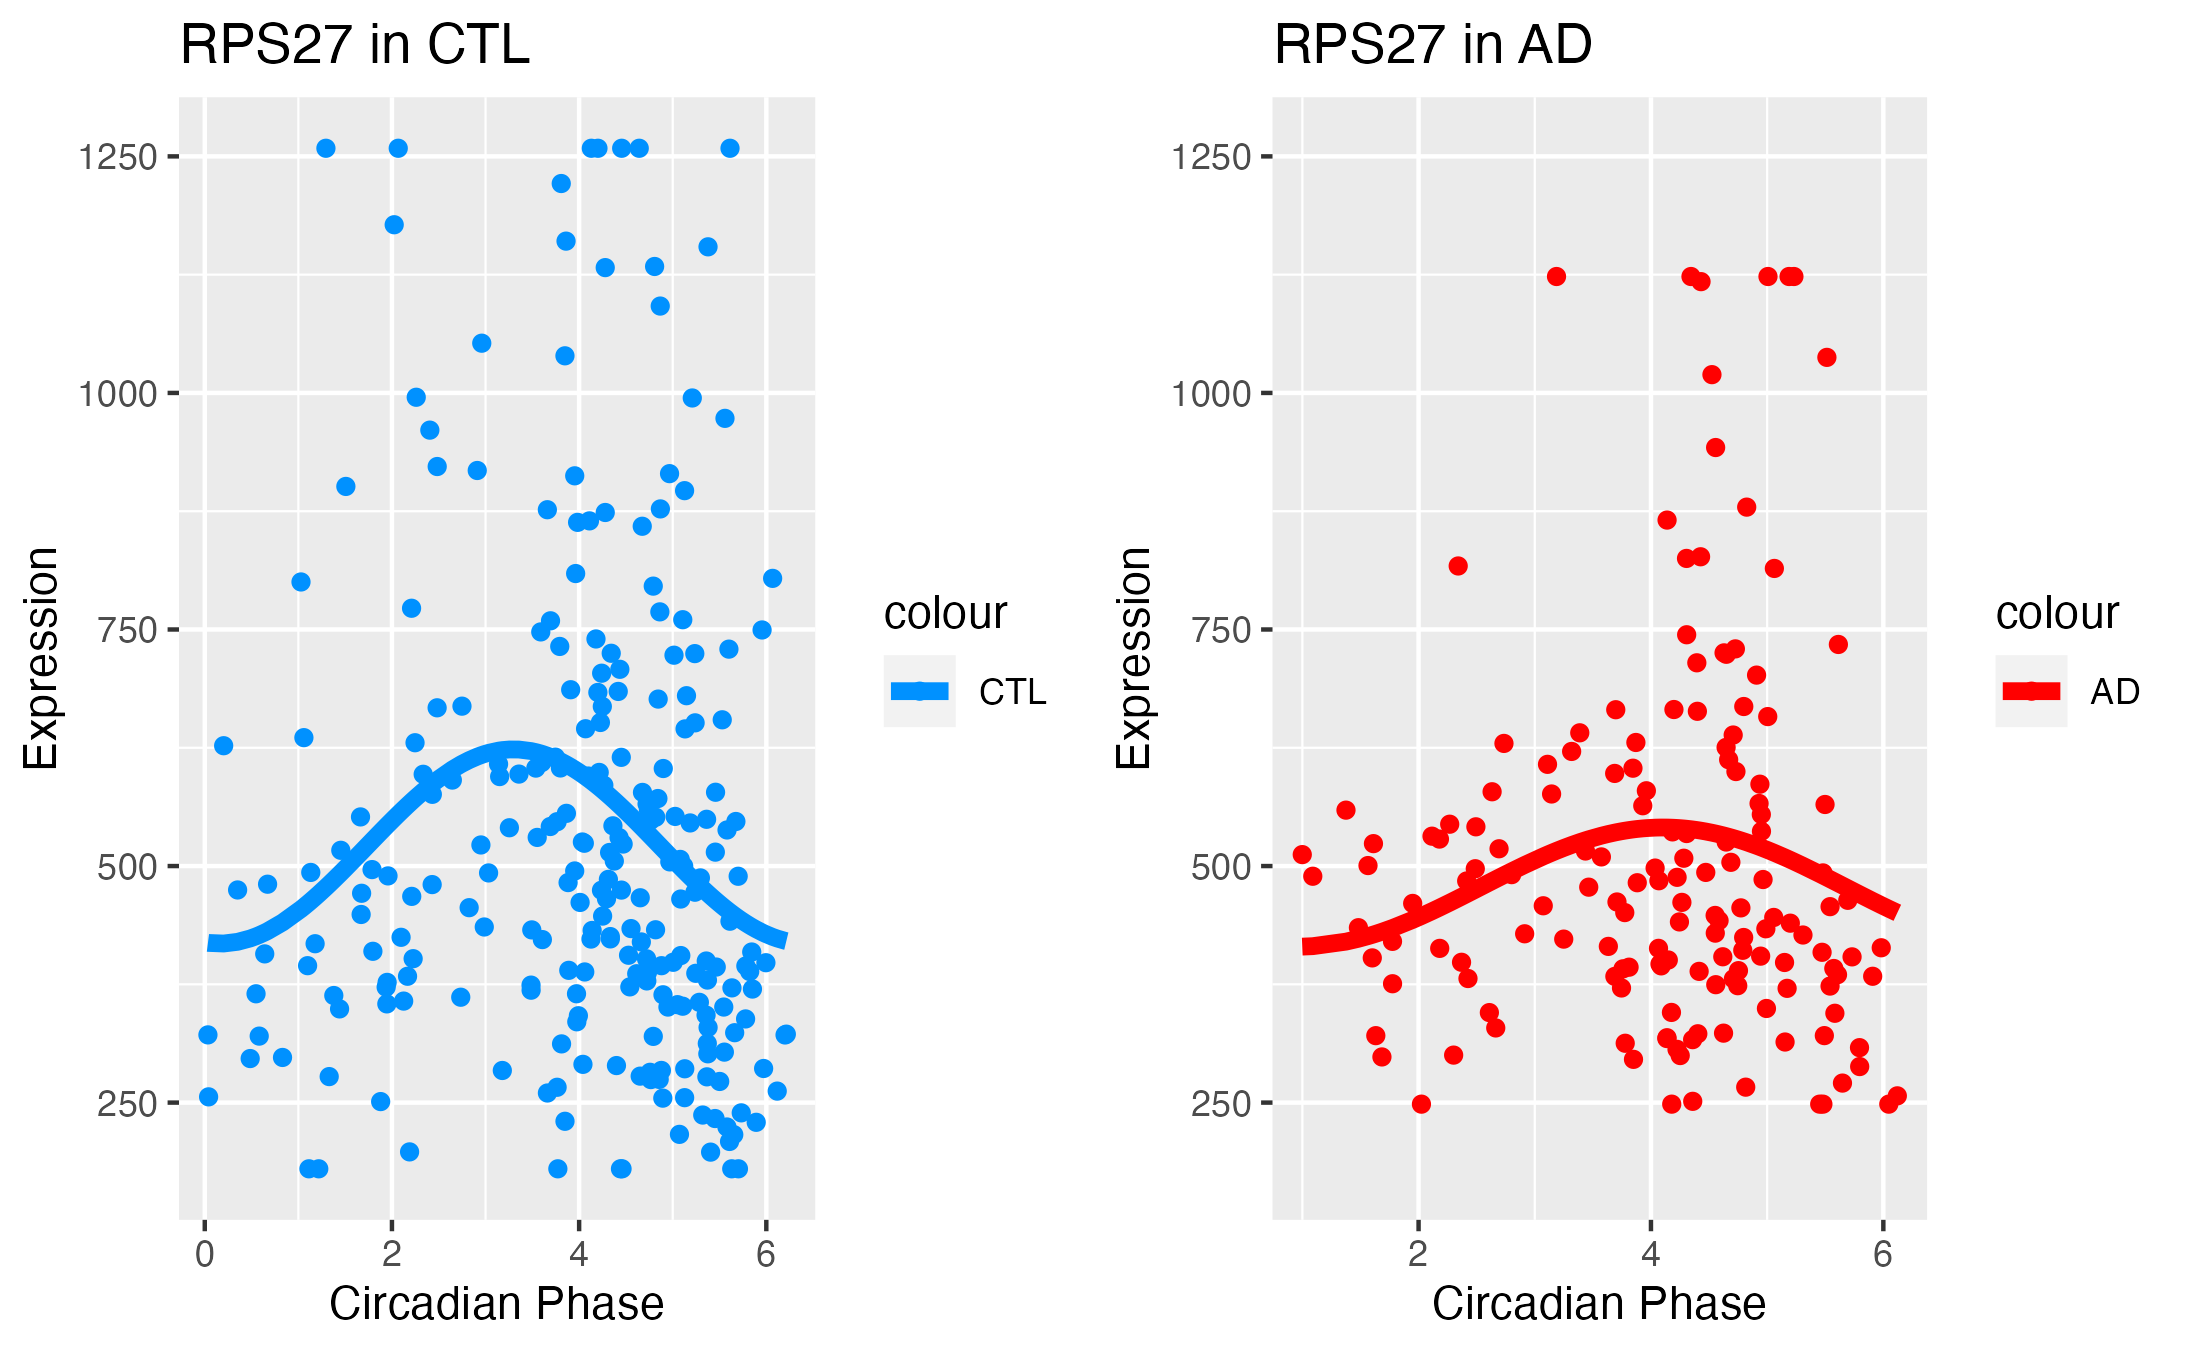 RPS27 in CTL
1250
1000
750
500
250
Expression
0 2 4 6
Circadian Phase
colour
CTL
RPS27 in AD
1250
1000
750
500
250
Expression
2 4 6
Circadian Phase
colour
AD